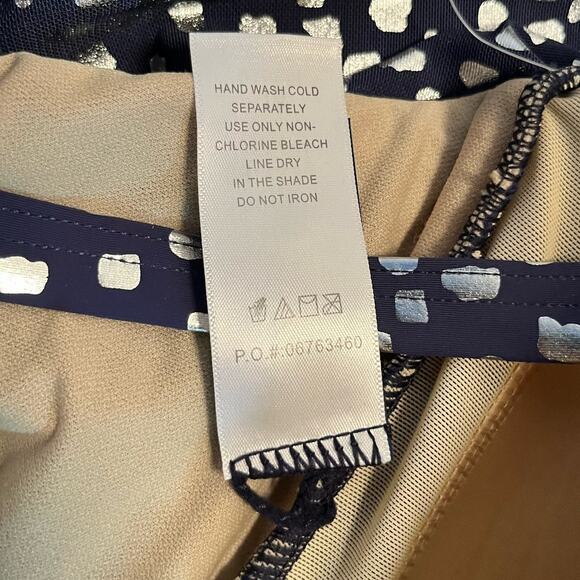 HAND WASH COLD
SEPARATELY
USE ONLY NON-
CHLORINE BLEACH
LINE DRY
IN THE SHADE
DO NOT IRON
P.O.#:06763460